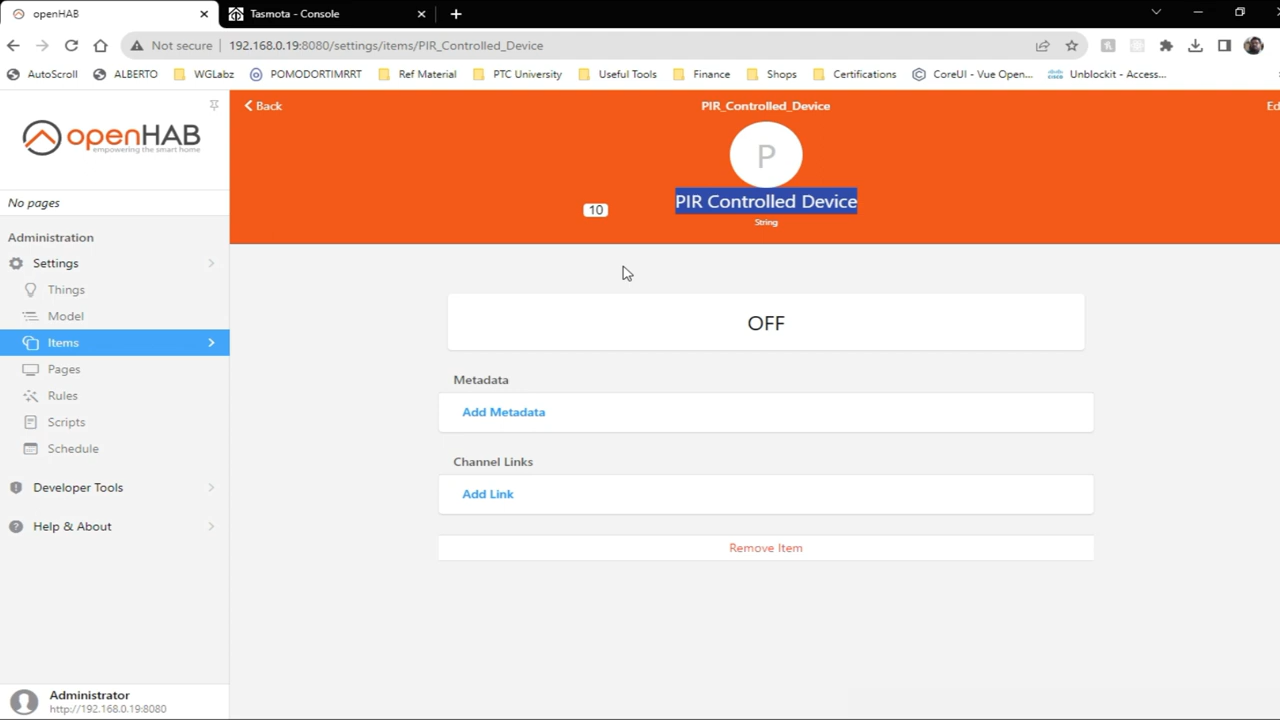 openHAB
Tasmota - Console
Not secure
192.168.0.19:8080/settings/items/PIR_Controlled_Device
AutoScroll
ALBERTO
WGLabz
POMODORTIMRRT
Ref Material
PTC University
Useful Tools
Finance
Shops
Certifications
CoreUI - Vue Open...
Unblockit - Access...
openHAB
empowering the smart home
No pages
Administration
Settings
Things
Model
Items
Pages
Rules
Scripts
Schedule
Developer Tools
Help & About
Administrator
http://192.168.0.19:8080
Back
PIR_Controlled_Device
Ed
P
10
PIR Controlled Device
String
OFF
Metadata
Add Metadata
Channel Links
Add Link
Remove Item